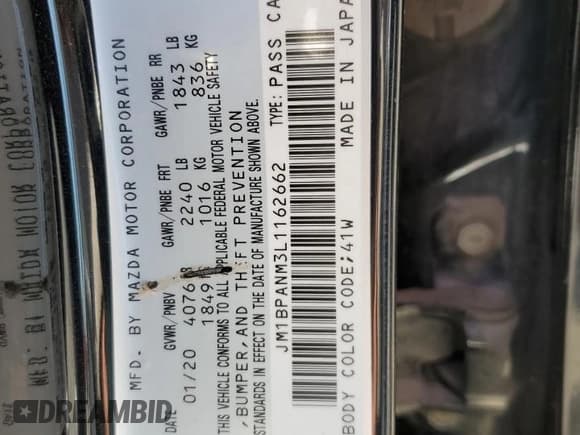 MFD. BY MAZDA MOTOR CORPORATION
DATE GVWR/PNBV GAWR/PNBE FRT GAWR/PNBE RR
01/20 4076 LB 2240 LB 1843 LB
1849 1016 KG 836 KG
THIS VEHICLE CONFORMS TO ALL APPLICABLE FEDERAL MOTOR VEHICLE SAFETY
, BUMPER, AND THEFT PREVENTION
STANDARDS IN EFFECT ON THE DATE OF MANUFACTURE SHOWN ABOVE.
JM1BPANM3L1162662 TYPE: PASS CA
BODY COLOR CODE;41W MADE IN JAPA
DREAMBID